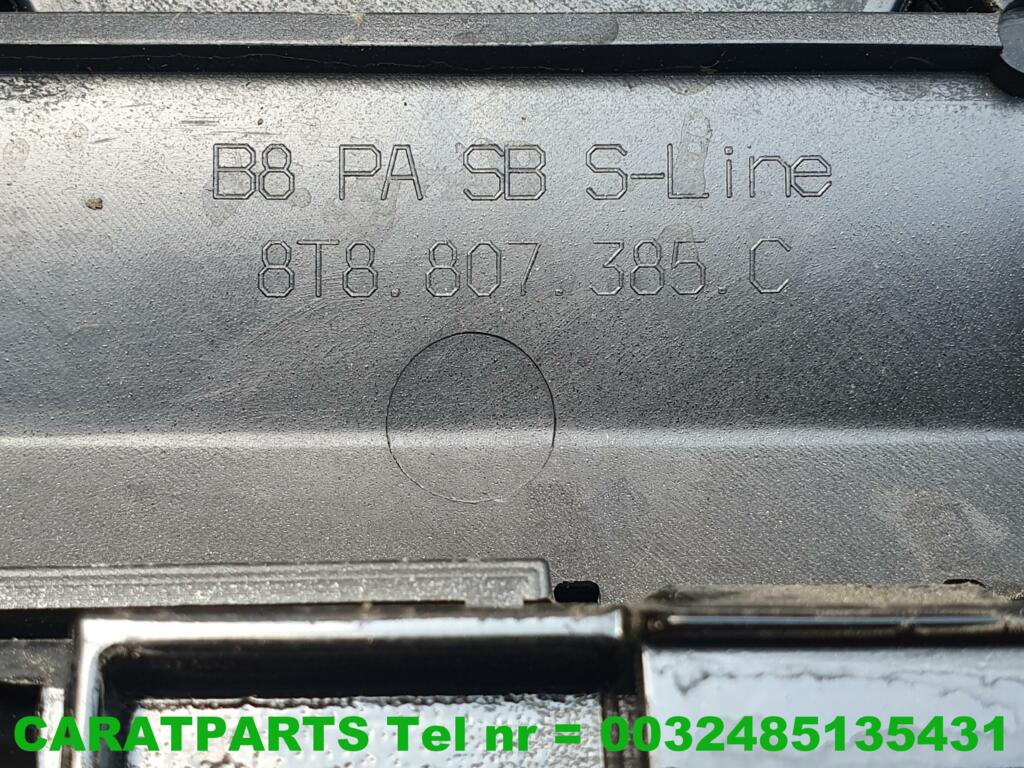 B8 PA SB S-Line
8T8.807.385.C
CARATPARTS Tel nr = 0032485135431